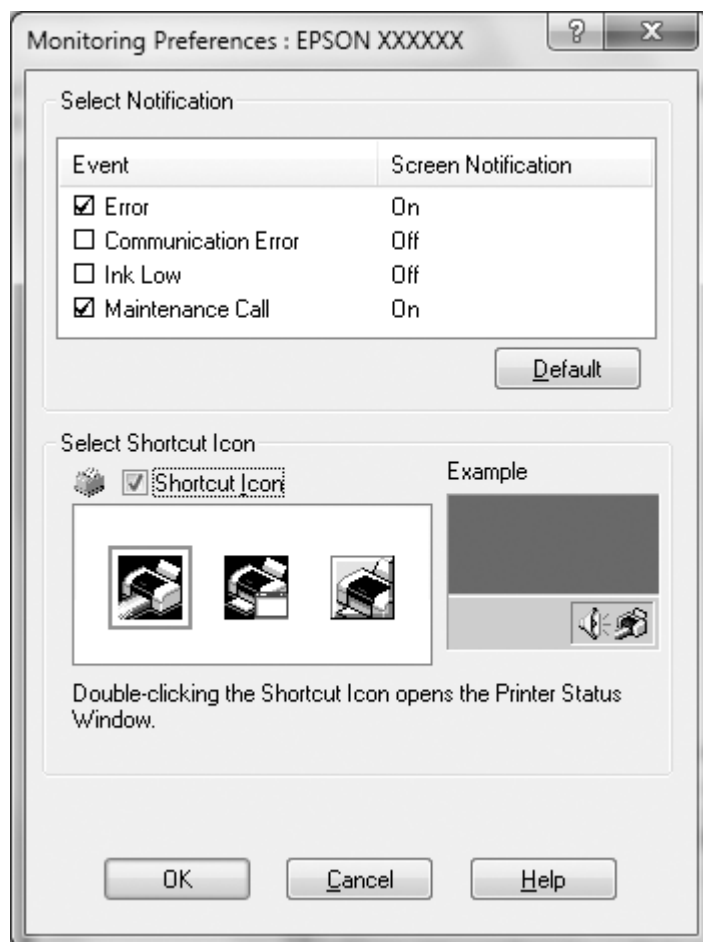 Monitoring Preferences : EPSON XXXXXX
Select Notification
Event Screen Notification
Error On
Communication Error Off
Ink Low Off
Maintenance Call On
Default
Select Shortcut Icon
Shortcut Icon
Example
Double-clicking the Shortcut Icon opens the Printer Status
Window.
OK Cancel Help